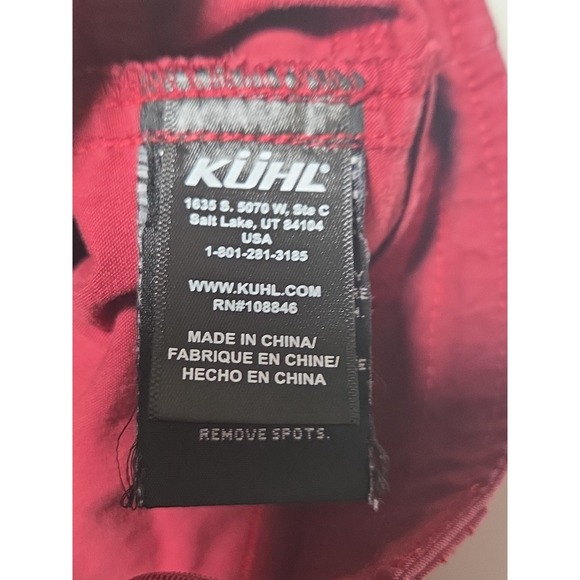 KÜHL
1635 S. 5070 W, Ste C
Salt Lake, UT 84104
USA
1-801-281-3185
WWW.KUHL.COM
RN#108846
MADE IN CHINA/
FABRIQUE EN CHINE/
HECHO EN CHINA
REMOVE SPOTS.